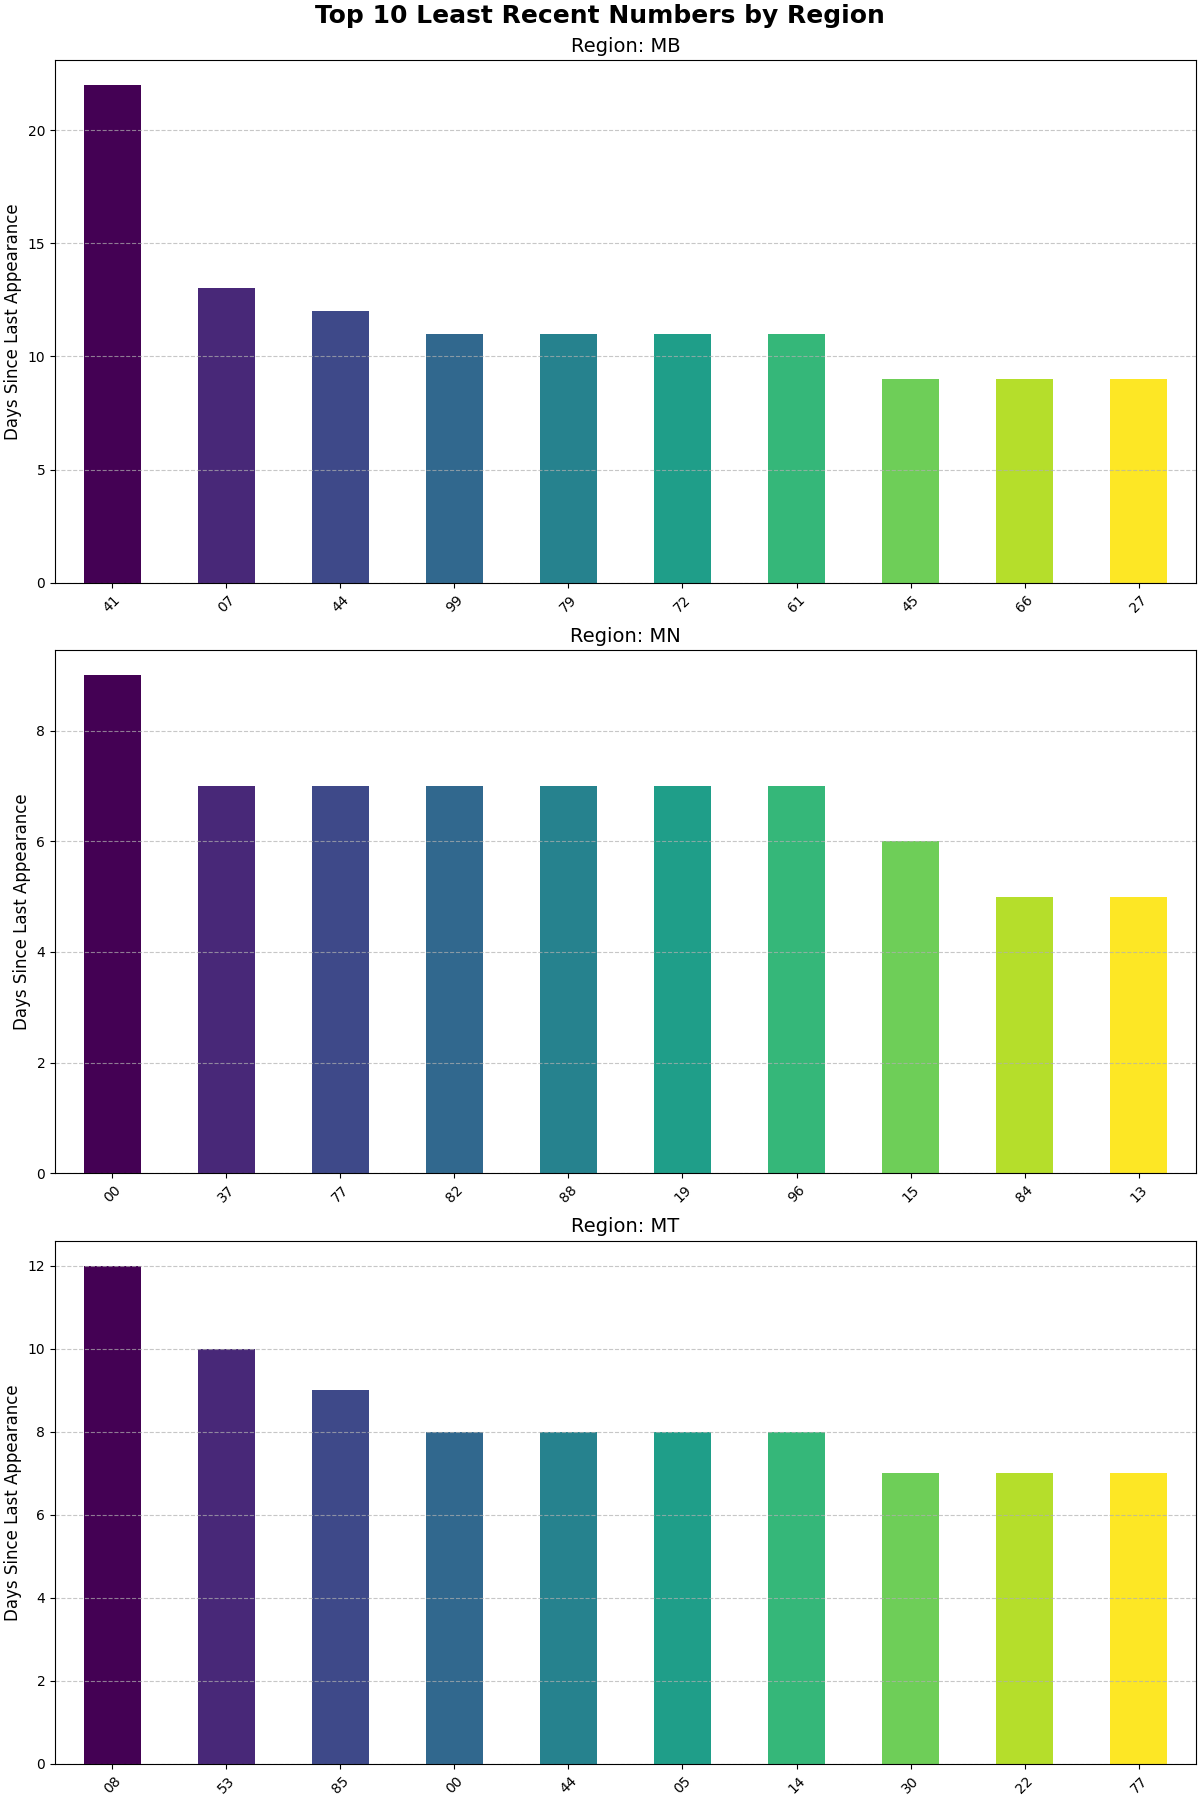 Top 10 Least Recent Numbers by Region
Region: MB
Days Since Last Appearance
20
15
10
5
0
41 07 44 99 79 72 61 45 66 27
Region: MN
Days Since Last Appearance
8
6
4
2
0
00 37 77 82 88 19 96 15 84 13
Region: MT
Days Since Last Appearance
12
10
8
6
4
2
0
08 53 85 00 44 05 14 30 22 77